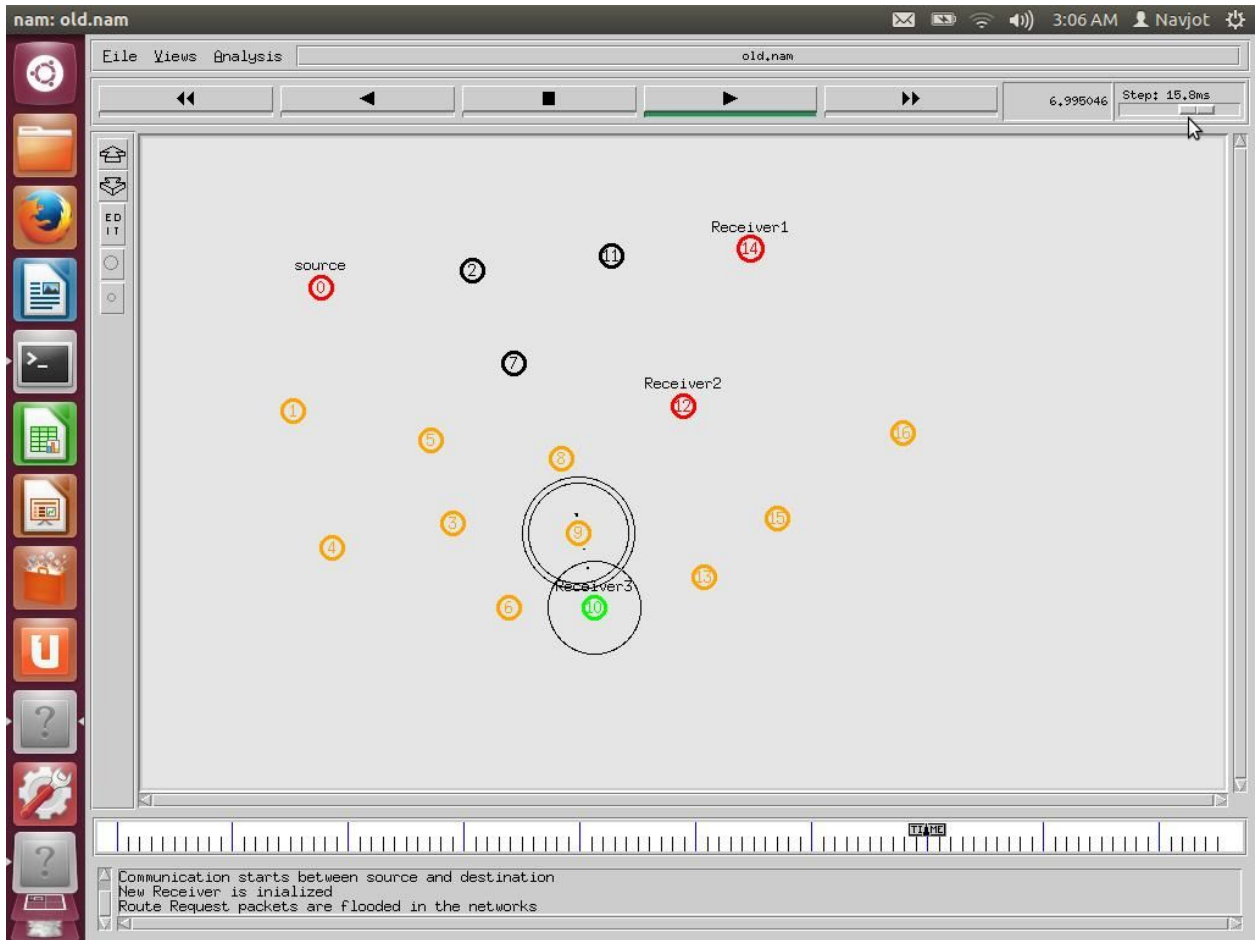 nam: old.nam
3:06 AM Navjot
File Views Analysis old.nam
6.995046 Step: 15.8ms
ED
IT
Receiver1
14
11
source
2
0
7
Receiver2
12
1
16
5
8
15
3
9
4
13
Receiver3
6
10
TIME
Communication starts between source and destination
New Receiver is inialized
Route Request packets are flooded in the networks